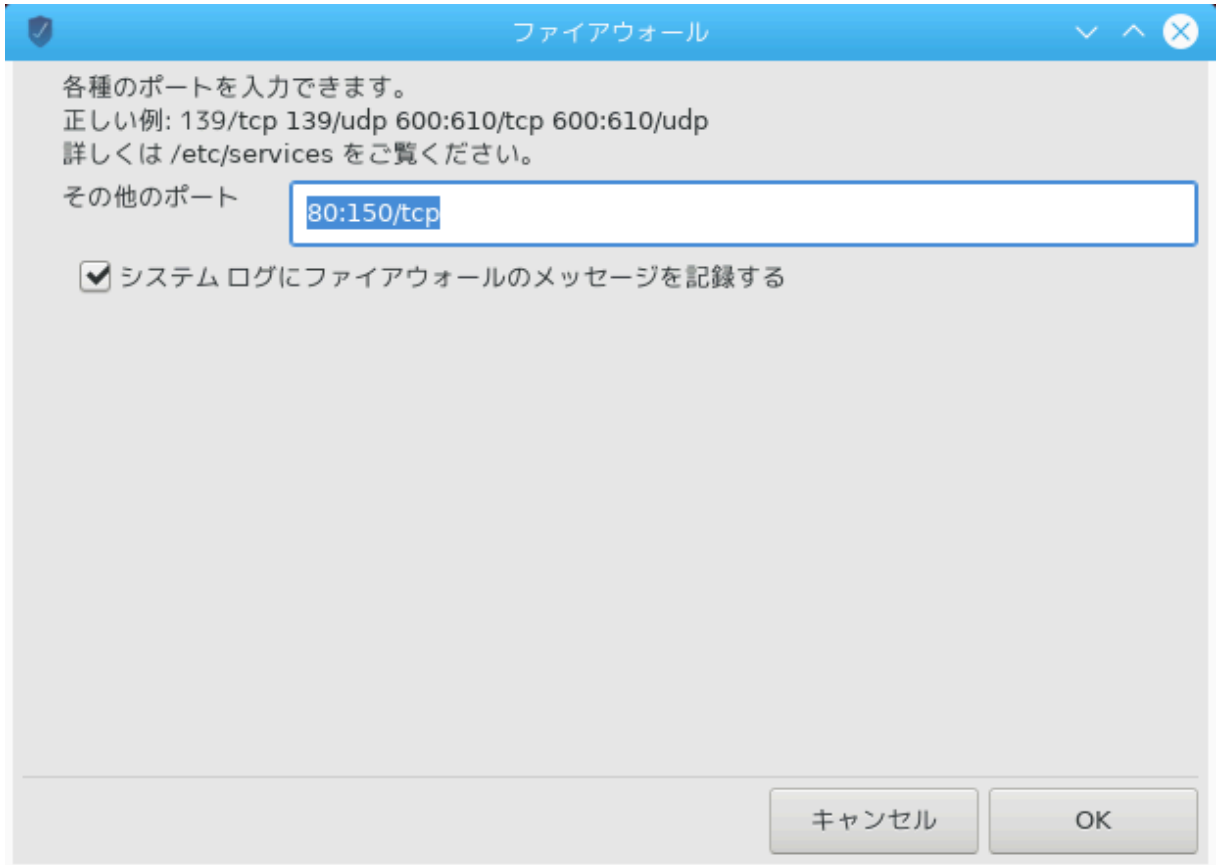 ファイアウォール
各種のポートを入力できます。
正しい例: 139/tcp 139/udp 600:610/tcp 600:610/udp
詳しくは /etc/services をご覧ください。
その他のポート
80:150/tcp
システム ログにファイアウォールのメッセージを記録する
キャンセル
OK